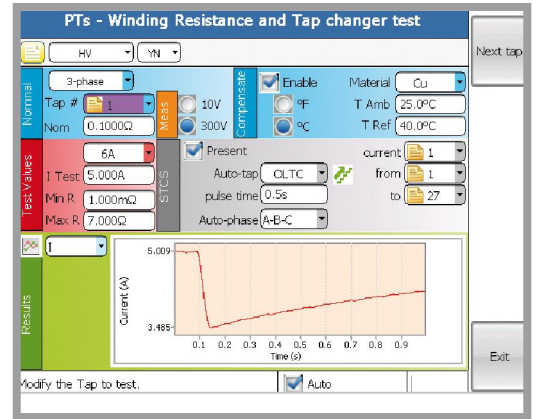 PTs - Winding Resistance and Tap changer test
Next tap
HV YN
Nominal
3-phase
Tap # 1
Nom 0.1000Ω
Meas
10V
300V
Compensate
Enable
°F
°C
Material Cu
T Amb 25.0ºC
T Ref 40.0ºC
Test Values
6A
I Test 5.000A
Min R 1.000mΩ
Max R 7.000Ω
STCS
Present
Auto-tap OLTC
pulse time 0.5s
Auto-phase A-B-C
current 1
from 1
to 27
Results
I
5.009
Current (A)
3.485
0.1 0.2 0.3 0.4 0.5 0.6 0.7 0.8 0.9
Time (s)
Exit
Modify the Tap to test.
Auto